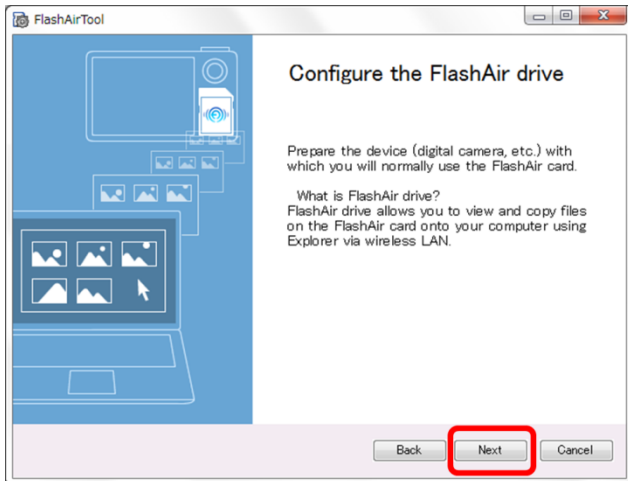 FlashAirTool
Configure the FlashAir drive
Prepare the device (digital camera, etc.) with
which you will normally use the FlashAir card.
What is FlashAir drive?
FlashAir drive allows you to view and copy files
on the FlashAir card onto your computer using
Explorer via wireless LAN.
Back Next Cancel